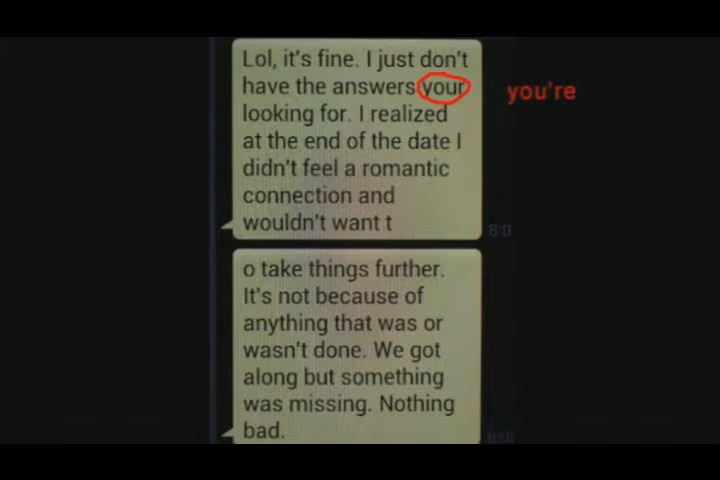 Lol, it's fine. I just don't
have the answers your
you're
looking for. I realized
at the end of the date I
didn't feel a romantic
connection and
wouldn't want t
8:0
o take things further.
It's not because of
anything that was or
wasn't done. We got
along but something
was missing. Nothing
bad.